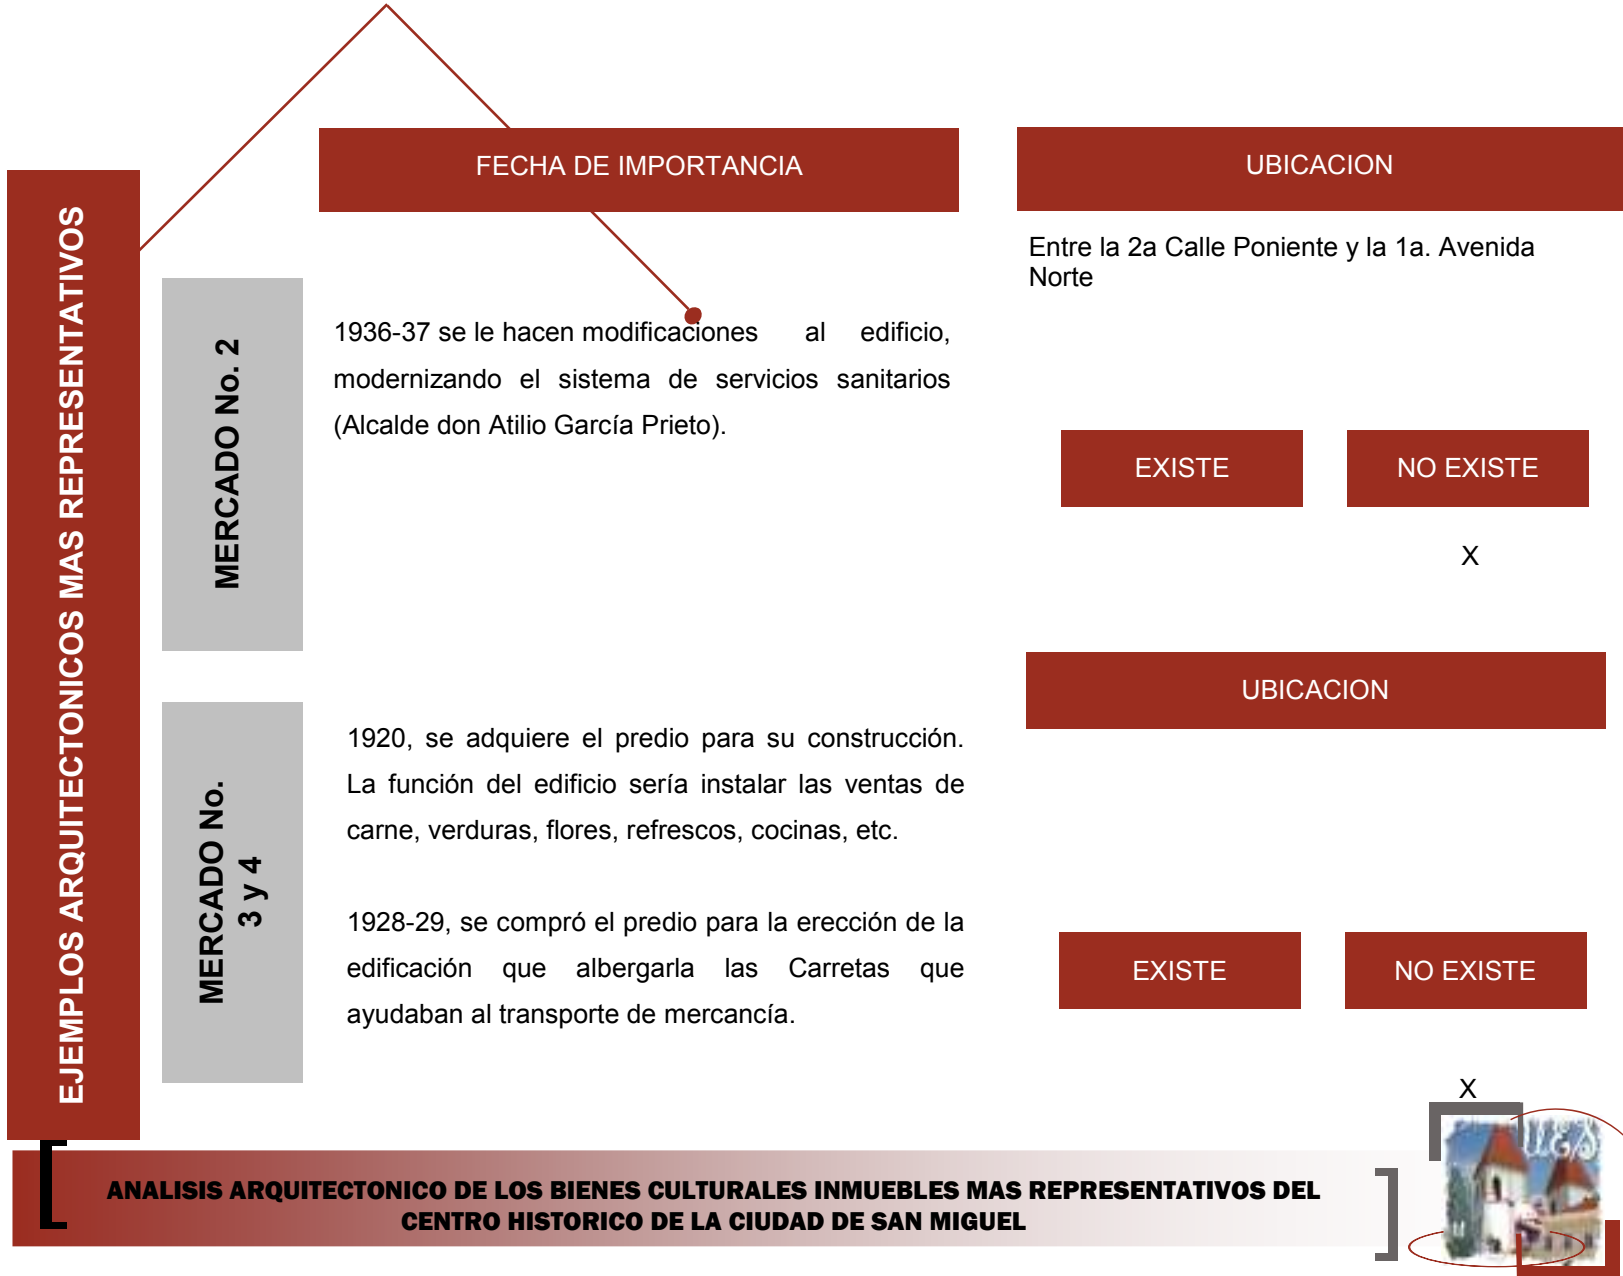 EJEMPLOS ARQUITECTONICOS MAS REPRESENTATIVOS
FECHA DE IMPORTANCIA
UBICACION
MERCADO No. 2
1936-37 se le hacen modificaciones al edificio,
modernizando el sistema de servicios sanitarios
(Alcalde don Atilio García Prieto).
Entre la 2a Calle Poniente y la 1a. Avenida
Norte
EXISTE
NO EXISTE
X
UBICACION
MERCADO No.
3 y 4
1920, se adquiere el predio para su construcción.
La función del edificio sería instalar las ventas de
carne, verduras, flores, refrescos, cocinas, etc.
1928-29, se compró el predio para la erección de la
edificación que albergarla las Carretas que
ayudaban al transporte de mercancía.
EXISTE
NO EXISTE
X
ANALISIS ARQUITECTONICO DE LOS BIENES CULTURALES INMUEBLES MAS REPRESENTATIVOS DEL
CENTRO HISTORICO DE LA CIUDAD DE SAN MIGUEL
UES